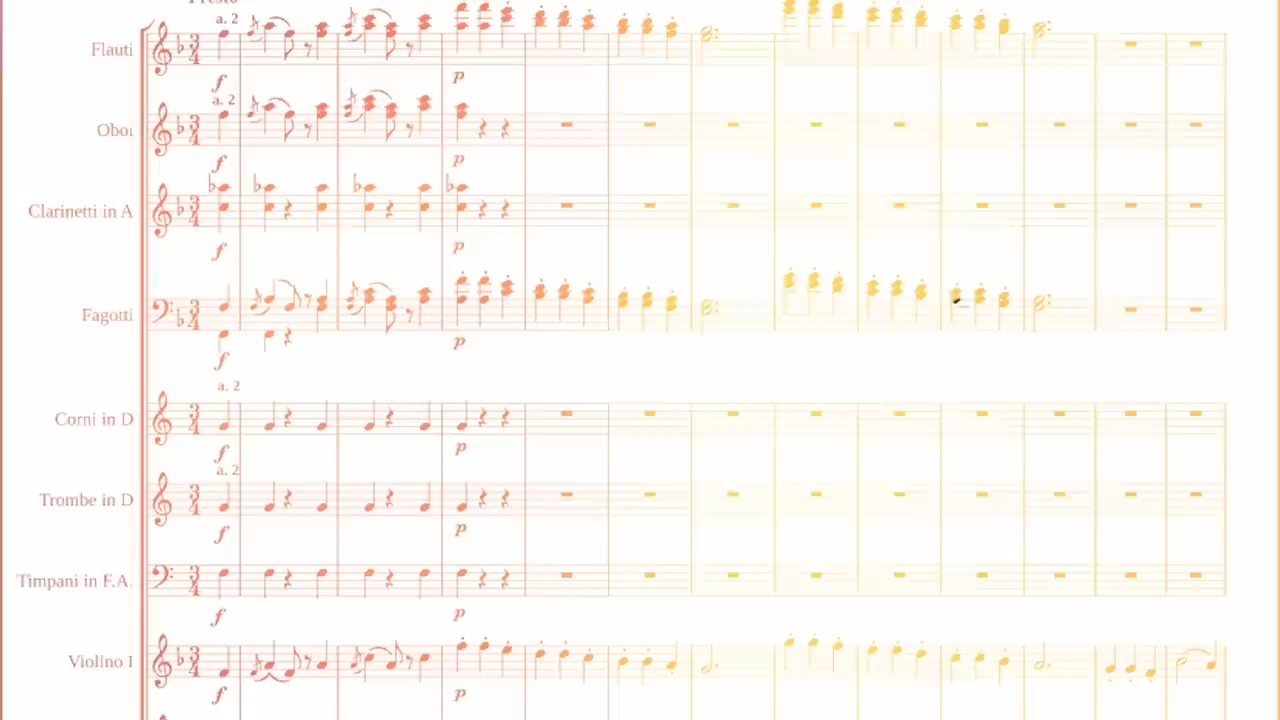 Presto
a. 2
Flauti
f
p
a. 2
Oboi
f
p
Clarinetti in A
f
p
Fagotti
f
p
a. 2
Corni in D
f
p
a. 2
Trombe in D
f
p
Timpani in F.A.
f
p
Violino I
f
p